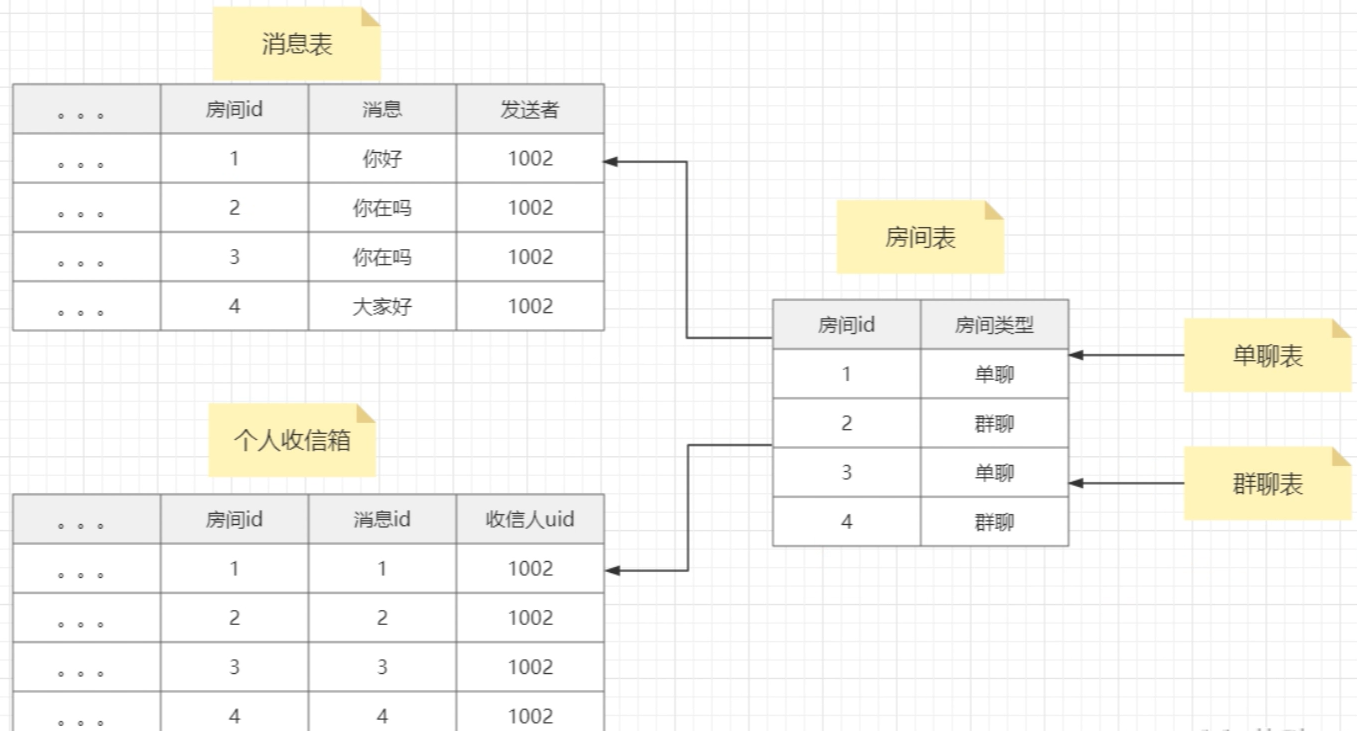 消息表
。。。 房间id 消息 发送者
。。。 1 你好 1002
。。。 2 你在吗 1002
。。。 3 你在吗 1002
。。。 4 大家好 1002
房间表
房间id 房间类型
1 单聊
2 群聊
3 单聊
4 群聊
单聊表
群聊表
个人收信箱
。。。 房间id 消息id 收信人uid
。。。 1 1 1002
。。。 2 2 1002
。。。 3 3 1002
。。。 4 4 1002